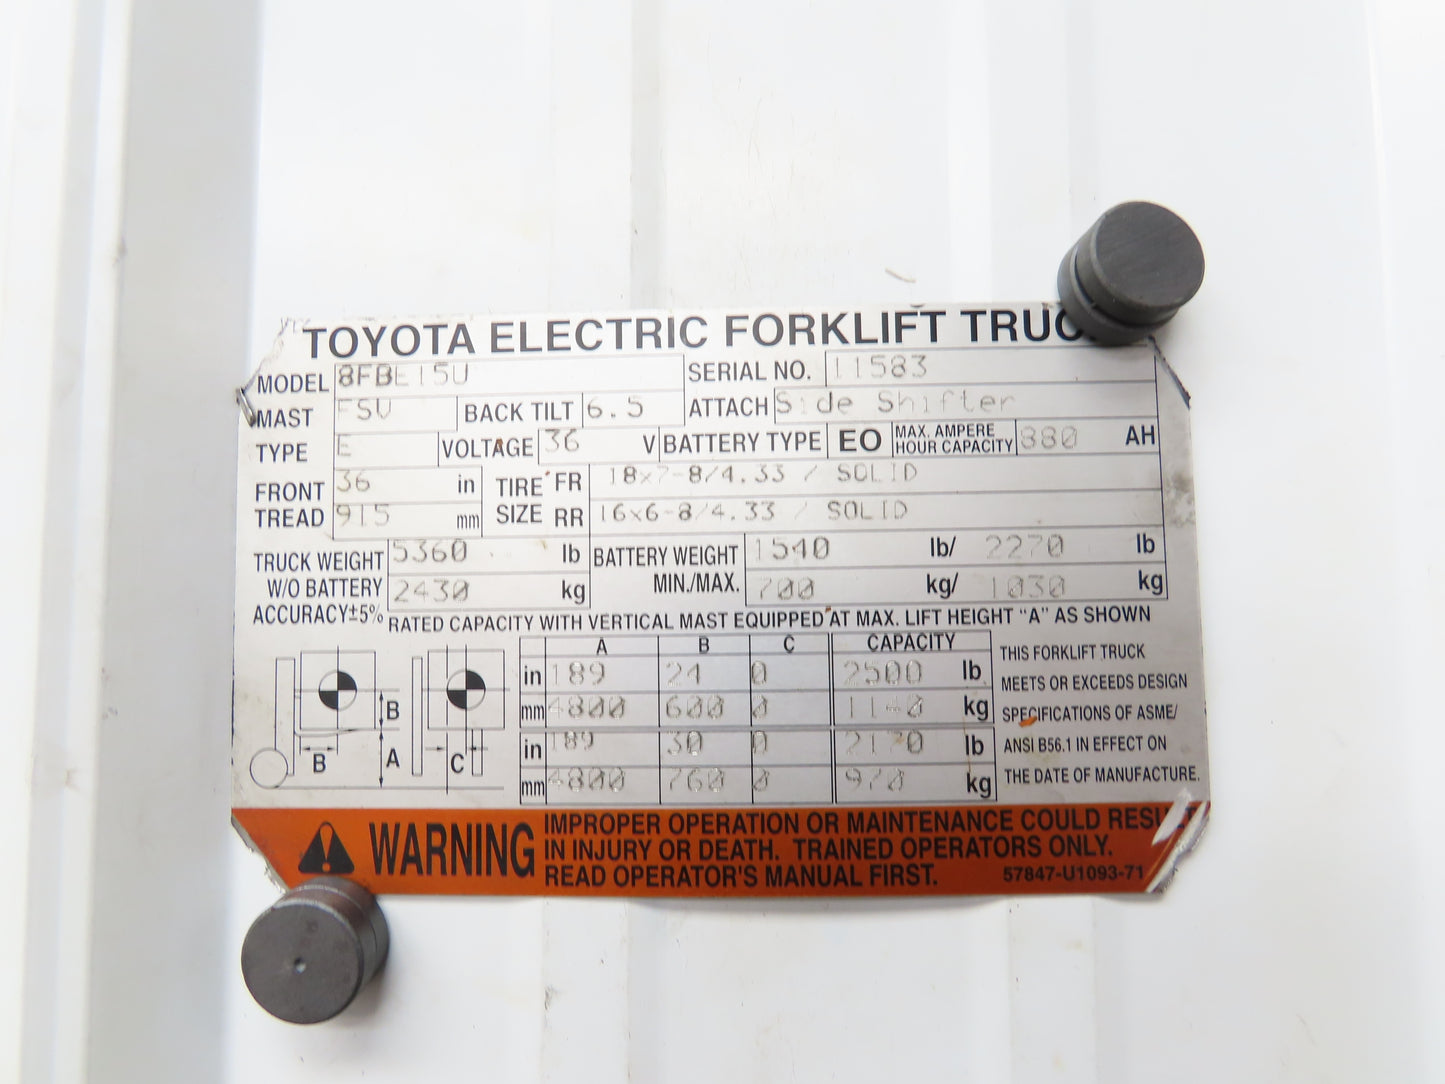 TOYOTA ELECTRIC FORKLIFT TRUC
MODEL 8FBE15U SERIAL NO. 11583
MAST FSV BACK TILT 6.5 ATTACH Side Shifter
TYPE E VOLTAGE 36 V BATTERY TYPE EO MAX. AMPERE HOUR CAPACITY 880 AH
FRONT TREAD 36 in TIRE SIZE FR 18x7-8/4.33 / SOLID
915 mm RR 16x6-8/4.33 / SOLID
TRUCK WEIGHT W/O BATTERY ACCURACY±5% 5360 lb BATTERY WEIGHT MIN./MAX. 1540 lb/ 2270 lb
2430 kg 700 kg/ 1030 kg
RATED CAPACITY WITH VERTICAL MAST EQUIPPED AT MAX. LIFT HEIGHT "A" AS SHOWN
A B C CAPACITY
in 189 24 0 2500 lb
mm 4800 600 0 1140 kg
in 189 30 0 2170 lb
mm 4800 760 0 970 kg
B
B A C
THIS FORKLIFT TRUCK
MEETS OR EXCEEDS DESIGN
SPECIFICATIONS OF ASME/
ANSI B56.1 IN EFFECT ON
THE DATE OF MANUFACTURE.
WARNING
IMPROPER OPERATION OR MAINTENANCE COULD RESULT
IN INJURY OR DEATH. TRAINED OPERATORS ONLY.
READ OPERATOR'S MANUAL FIRST. 57847-U1093-71